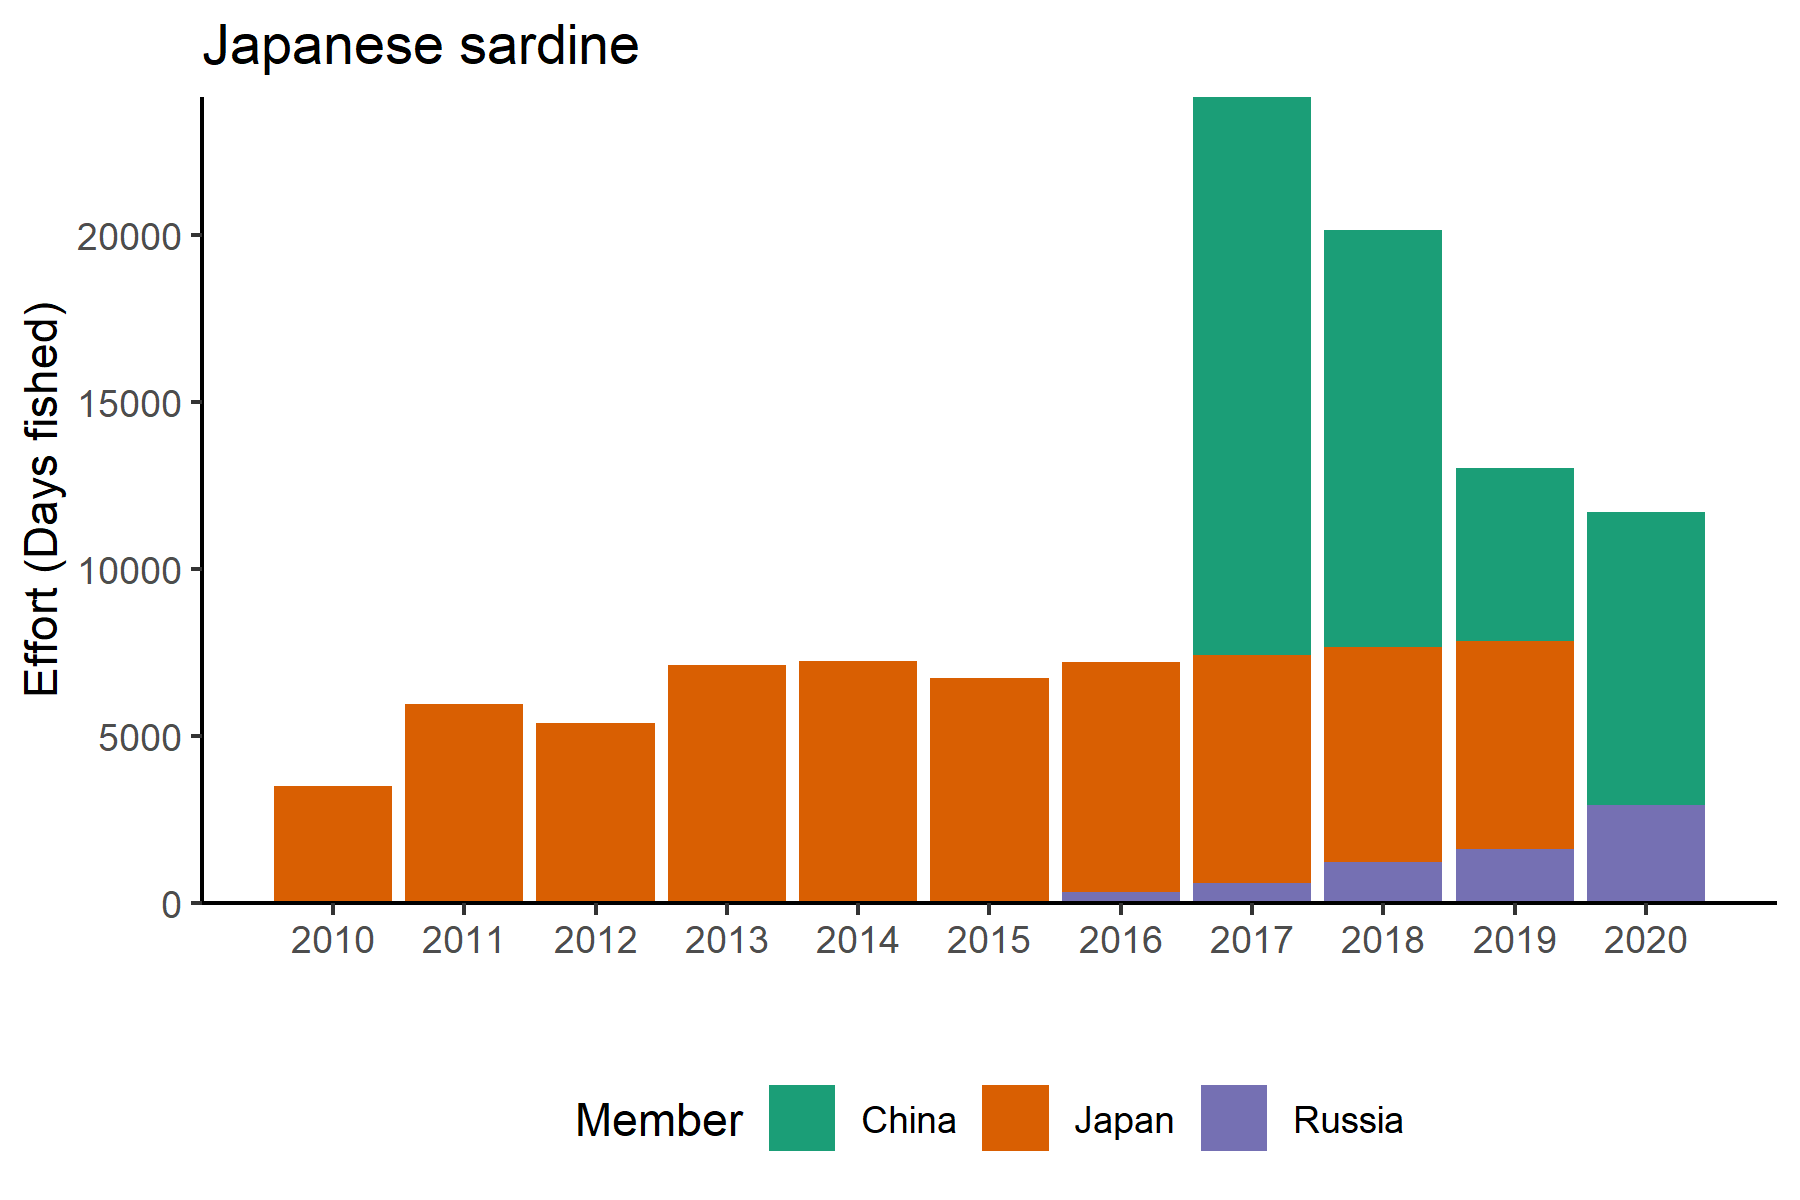 Japanese sardine
Effort (Days fished)
20000
15000
10000
5000
0
2010 2011 2012 2013 2014 2015 2016 2017 2018 2019 2020
Member China Japan Russia